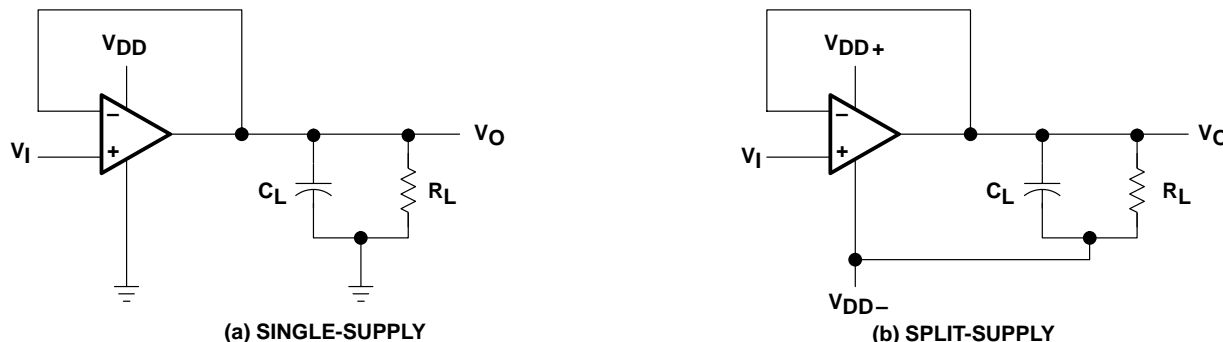 VDD
−
+
VI
VO
CL
RL
(a) SINGLE-SUPPLY
VDD+
−
+
VI
VO
CL
RL
VDD−
(b) SPLIT-SUPPLY